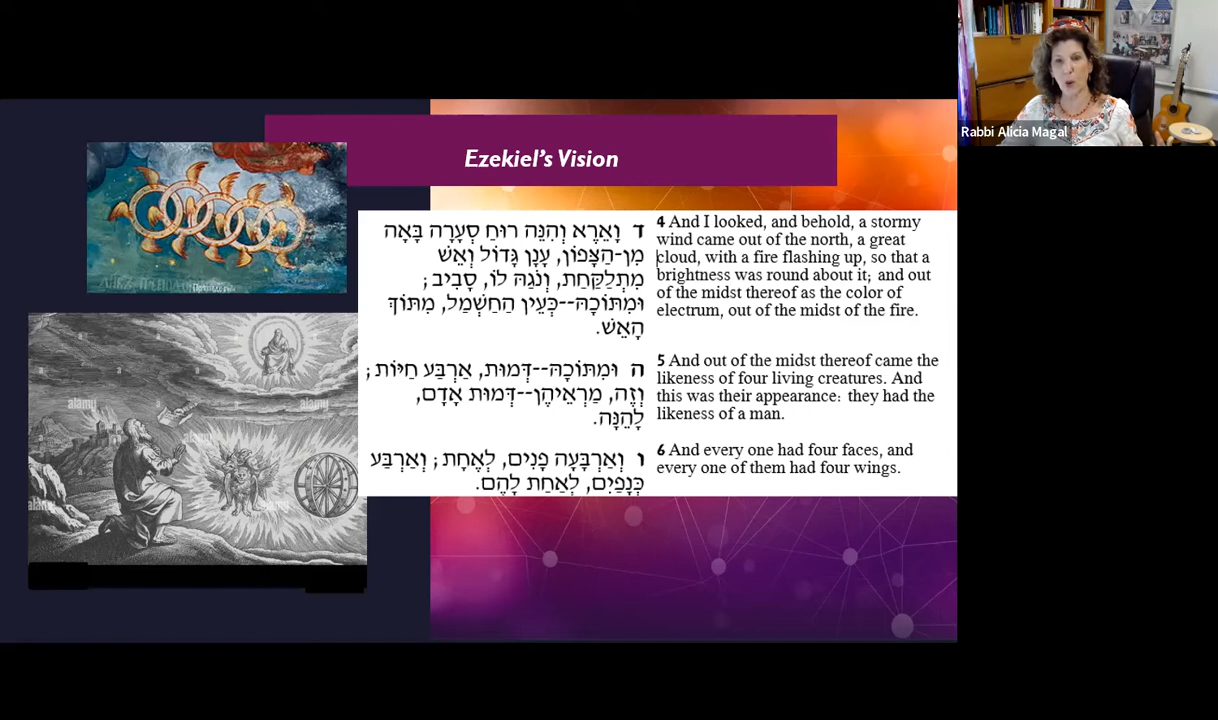 Rabbi Alicia Magal
Ezekiel's Vision
ד וָאֵרֶא וְהִנֵּה רוּחַ סְעָרָה בָּאָה
מִן-הַצָּפוֹן, עָנָן גָּדוֹל וְאֵשׁ
מִתְלַקַּחַת, וְנֹגַהּ לוֹ, סָבִיב;
וּמִתּוֹכָהּ--כְּעֵין הַחַשְׁמַל, מִתּוֹךְ
הָאֵשׁ.
ה וּמִתּוֹכָהּ--דְּמוּת, אַרְבַּע חַיּוֹת;
וְזֶה, מַרְאֵיהֶן--דְּמוּת אָדָם,
לָהֵנָּה.
ו וְאַרְבָּעָה פָנִים, לְאֶחָת; וְאַרְבַּע
כְּנָפַיִם, לְאַחַת לָהֶם.
4 And I looked, and behold, a stormy
wind came out of the north, a great
cloud, with a fire flashing up, so that a
brightness was round about it; and out
of the midst thereof as the color of
electrum, out of the midst of the fire.
5 And out of the midst thereof came the
likeness of four living creatures. And
this was their appearance: they had the
likeness of a man.
6 And every one had four faces, and
every one of them had four wings.
alamy
alamy
alamy
alamy